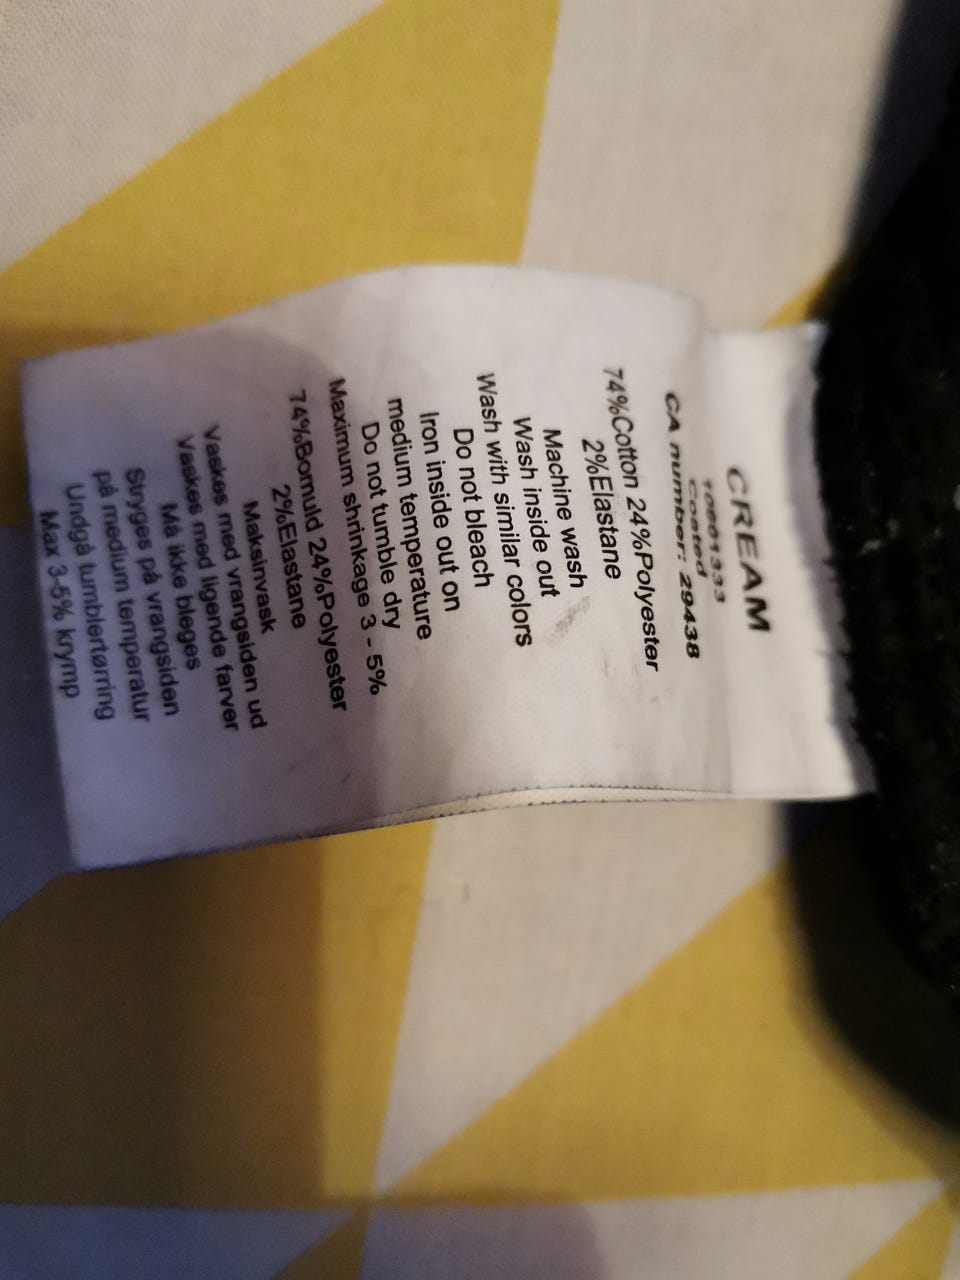 CREAM
10601333
Coated
CA number: 29438
74%Cotton 24%Polyester
2%Elastane
Machine wash
Wash inside out
Wash with similar colors
Do not bleach
Iron inside out on
medium temperature
Do not tumble dry
Maximum shrinkage 3 - 5%
74%Bomuld 24%Polyester
2%Elastane
Maksinvask
Vaskes med vrangsiden ud
Vaskes med ligende farver
Må ikke bleges
Stryges på vrangsiden
på medium temperatur
Undgå tumblertørring
Max 3-5% krymp